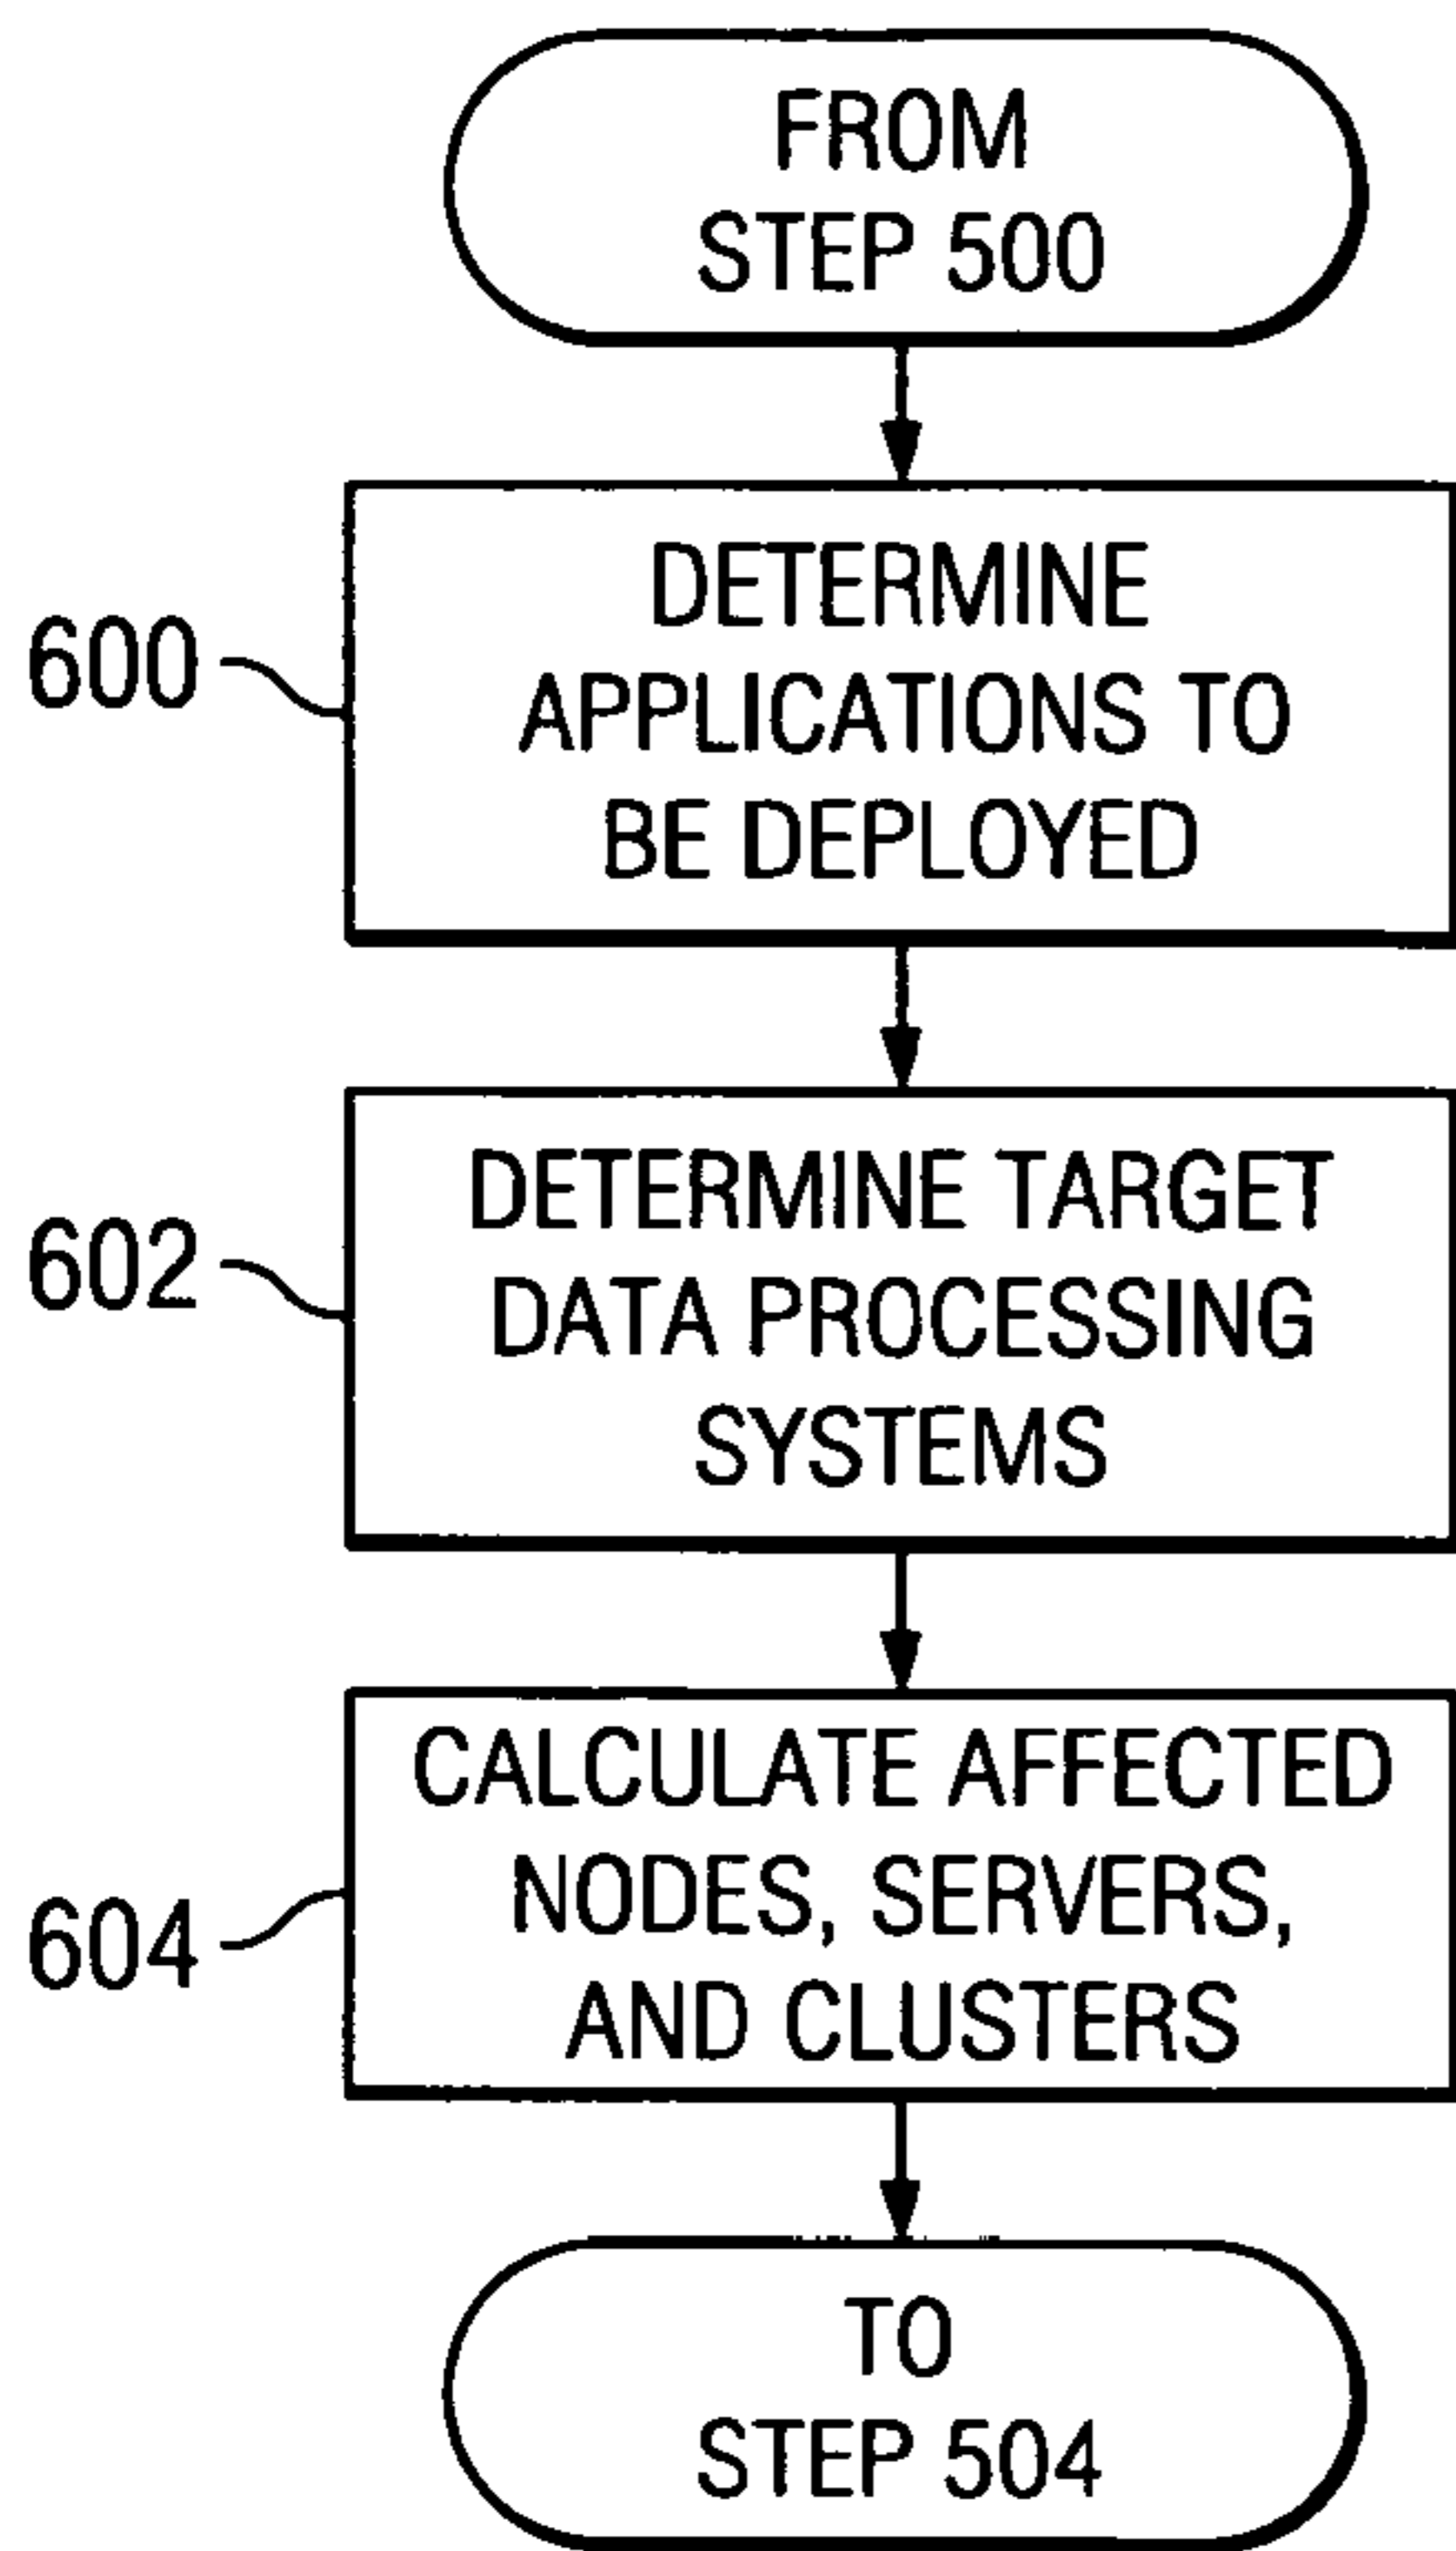 FROM
STEP 500
600
DETERMINE
APPLICATIONS TO
BE DEPLOYED
602
DETERMINE TARGET
DATA PROCESSING
SYSTEMS
604
CALCULATE AFFECTED
NODES, SERVERS,
AND CLUSTERS
TO
STEP 504